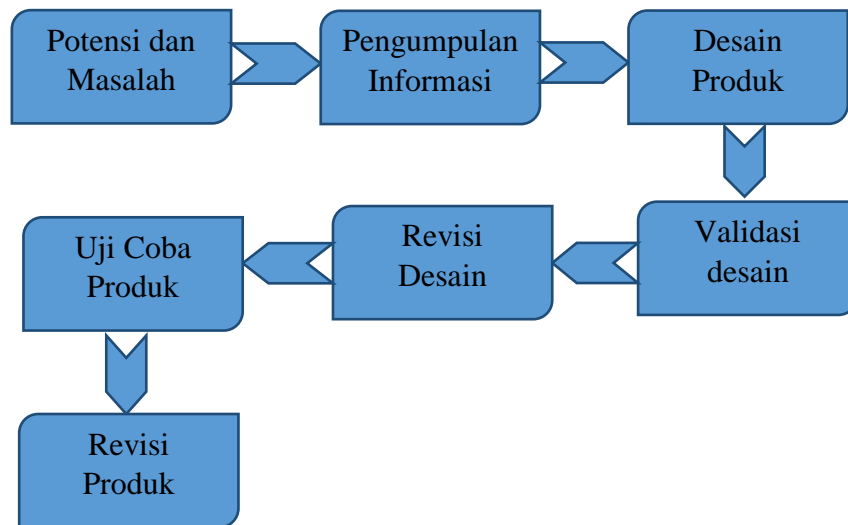 Potensi dan
Masalah
Pengumpulan
Informasi
Desain
Produk
Validasi
desain
Revisi
Desain
Uji Coba
Produk
Revisi
Produk